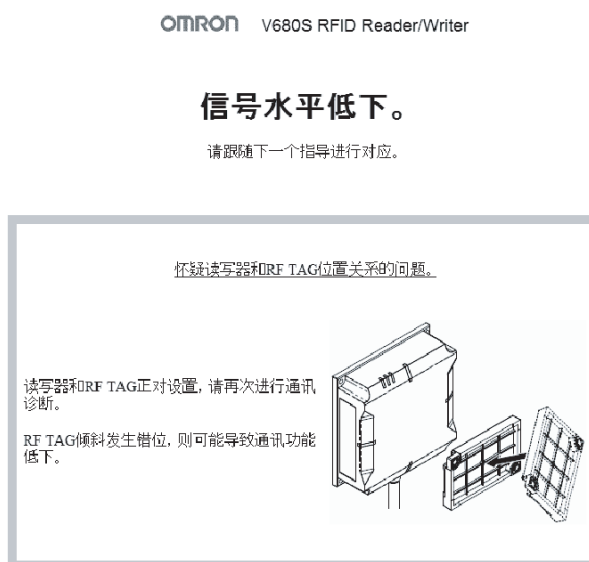 OMRON V680S RFID Reader/Writer
信号水平低下。
请跟随下一个指导进行对应。
怀疑读写器和RF TAG位置关系的问题。
读写器和RF TAG正对设置, 请再次进行通讯
诊断。
RF TAG倾斜发生错位, 则可能导致通讯功能
低下。